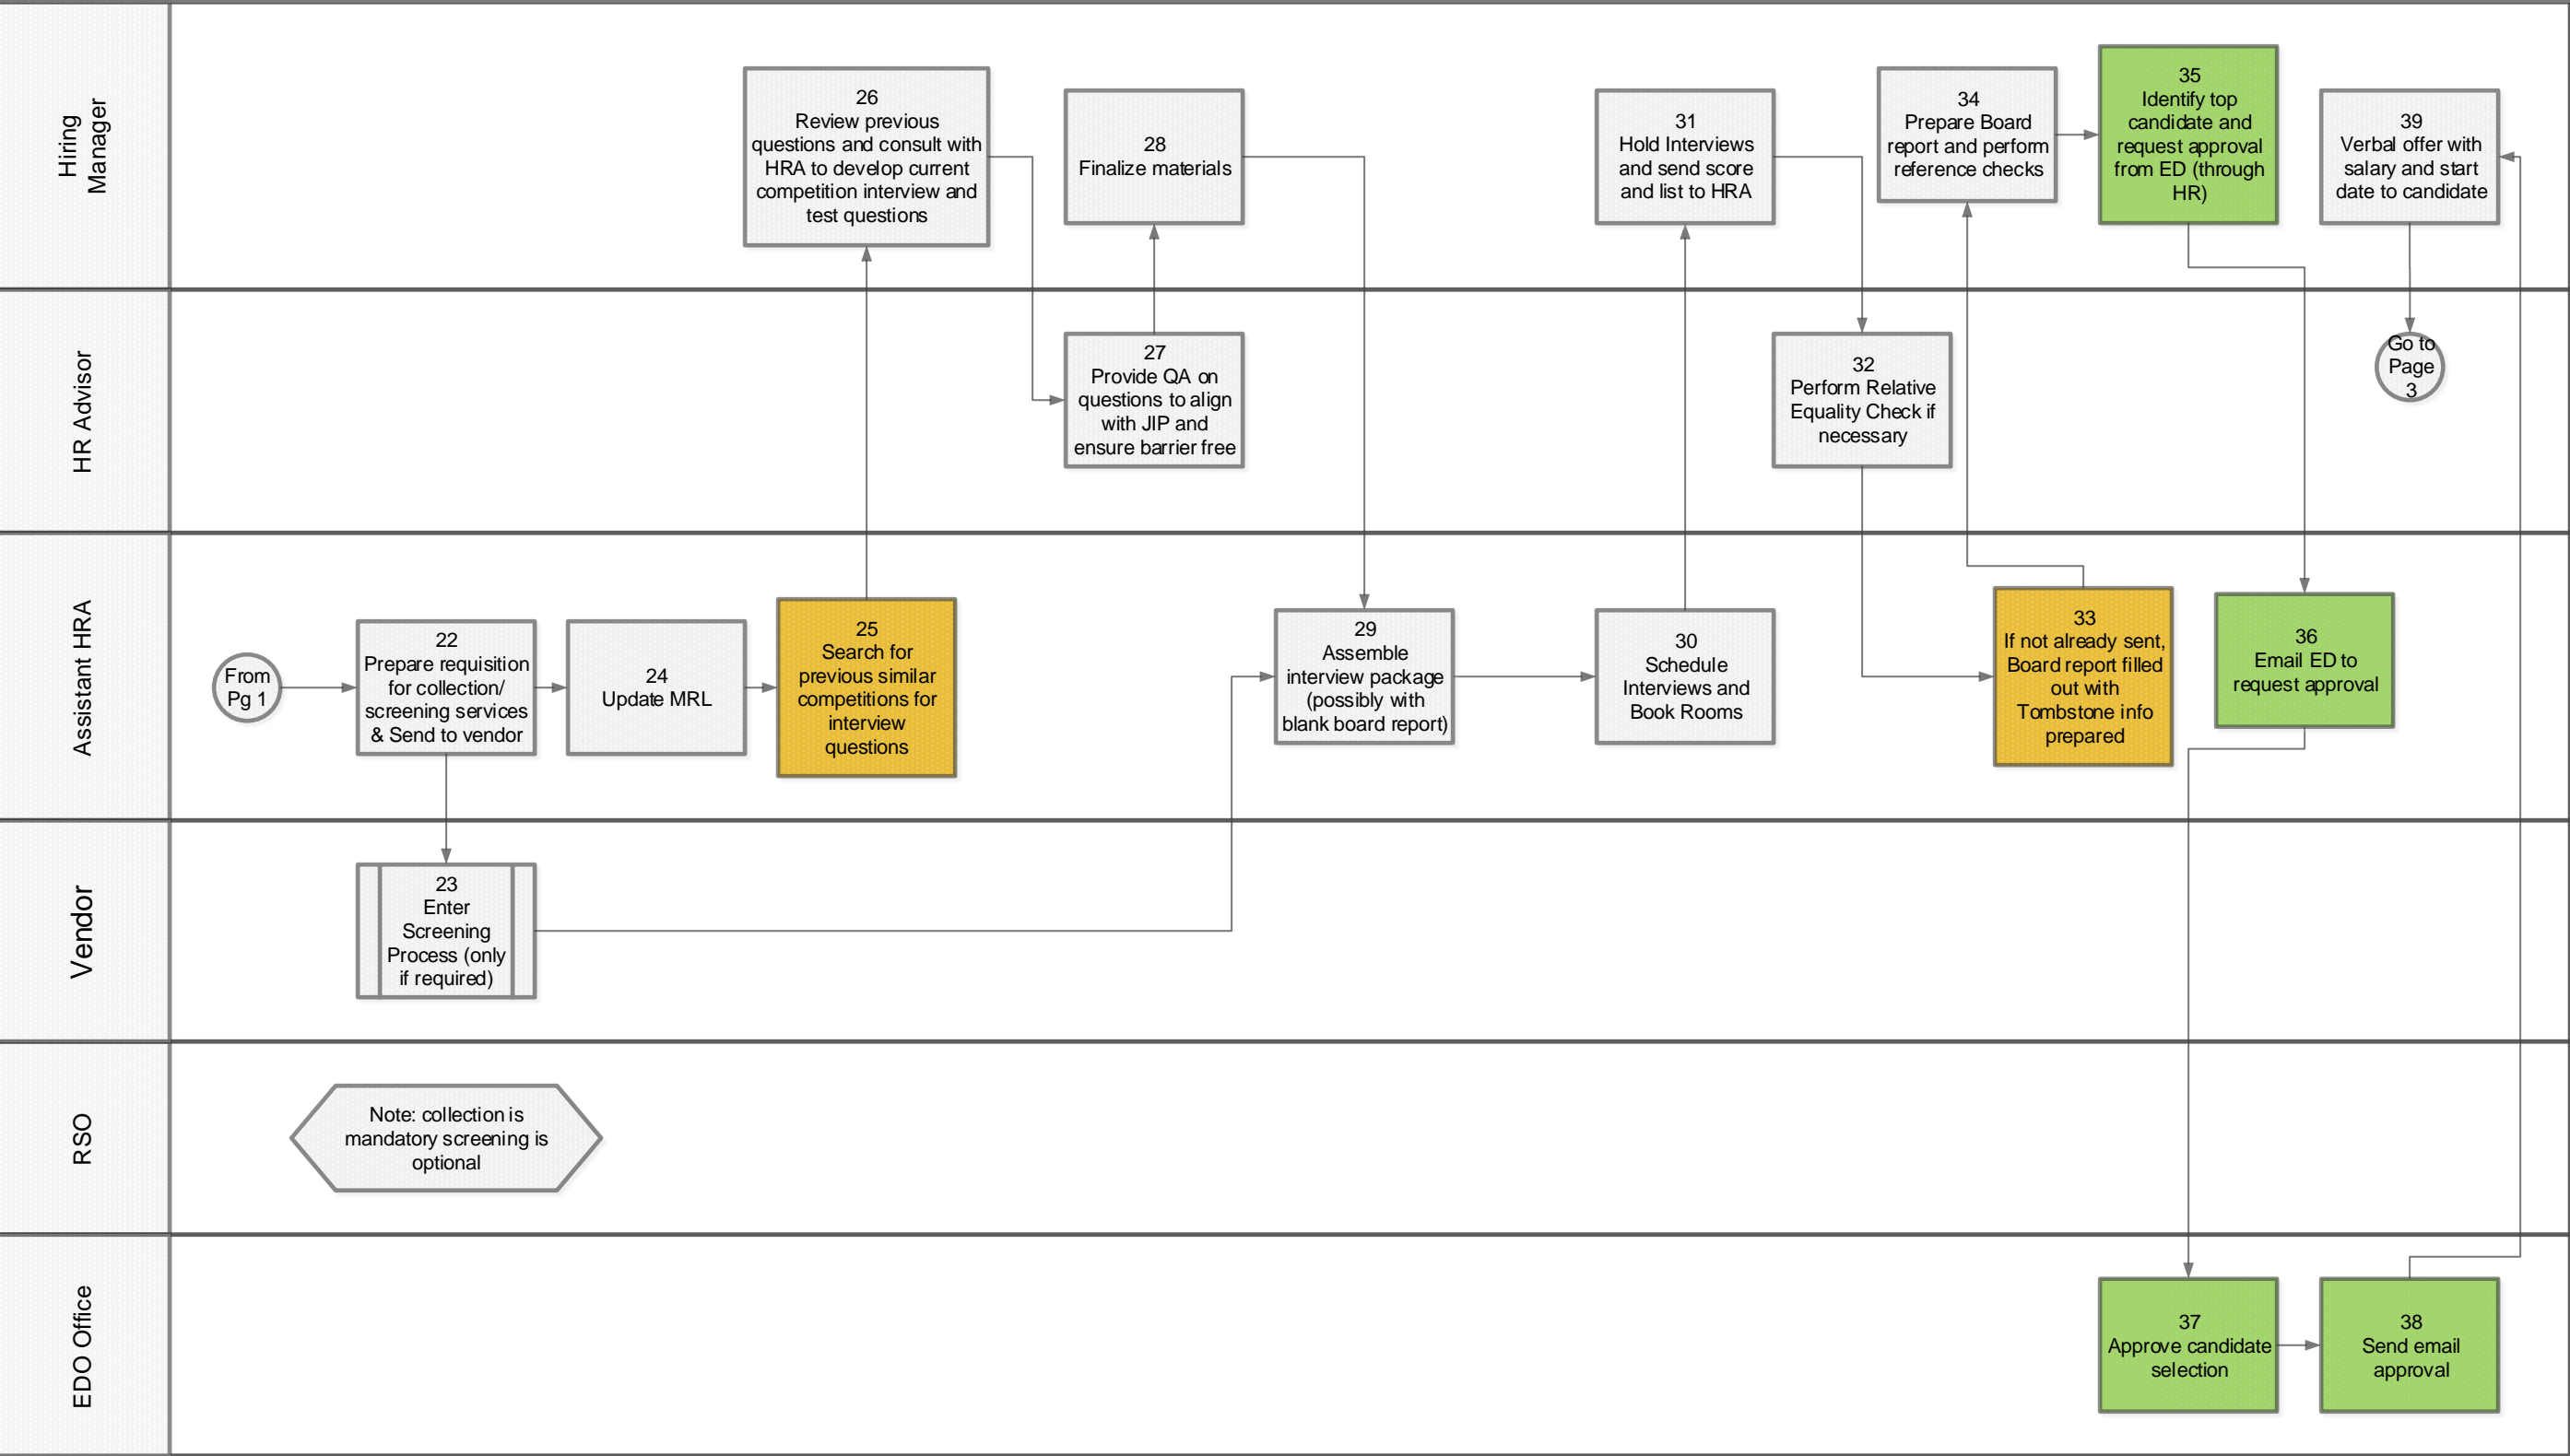 Hiring
Manager
26
Review previous
questions and consult with
HRA to develop current
competition interview and
test questions
28
Finalize materials
31
Hold Interviews
and send score
and list to HRA
34
Prepare Board
report and perform
reference checks
35
Identify top
candidate and
request approval
from ED (through
HR)
39
Verbal offer with
salary and start
date to candidate
HR Advisor
27
Provide QA on
questions to align
with JIP and
ensure barrier free
32
Perform Relative
Equality Check if
necessary
Go to
Page
3
Assistant HRA
From
Pg 1
22
Prepare requisition
for collection/
screening services
& Send to vendor
24
Update MRL
25
Search for
previous similar
competitions for
interview
questions
29
Assemble
interview package
(possibly with
blank board report)
30
Schedule
Interviews and
Book Rooms
33
If not already sent,
Board report filled
out with
Tombstone info
prepared
36
Email ED to
request approval
Vendor
23
Enter
Screening
Process (only
if required)
RSO
Note: collection is
mandatory screening is
optional
EDO Office
37
Approve candidate
selection
38
Send email
approval